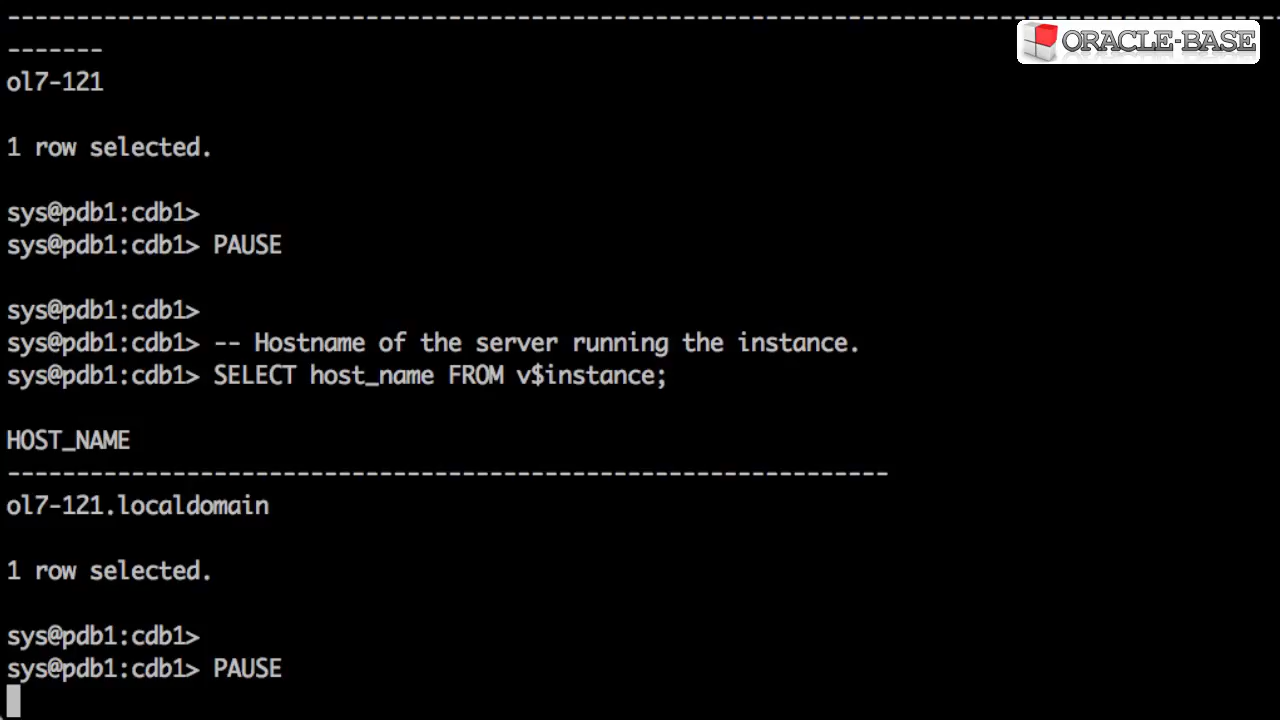 --------------------------------------------------------------------------------------------
-------
ORACLE-BASE
ol7-121
1 row selected.
sys@pdb1:cdb1>
sys@pdb1:cdb1> PAUSE
sys@pdb1:cdb1>
sys@pdb1:cdb1> -- Hostname of the server running the instance.
sys@pdb1:cdb1> SELECT host_name FROM v$instance;
HOST_NAME
----------------------------------------------------------------
ol7-121.localdomain
1 row selected.
sys@pdb1:cdb1>
sys@pdb1:cdb1> PAUSE